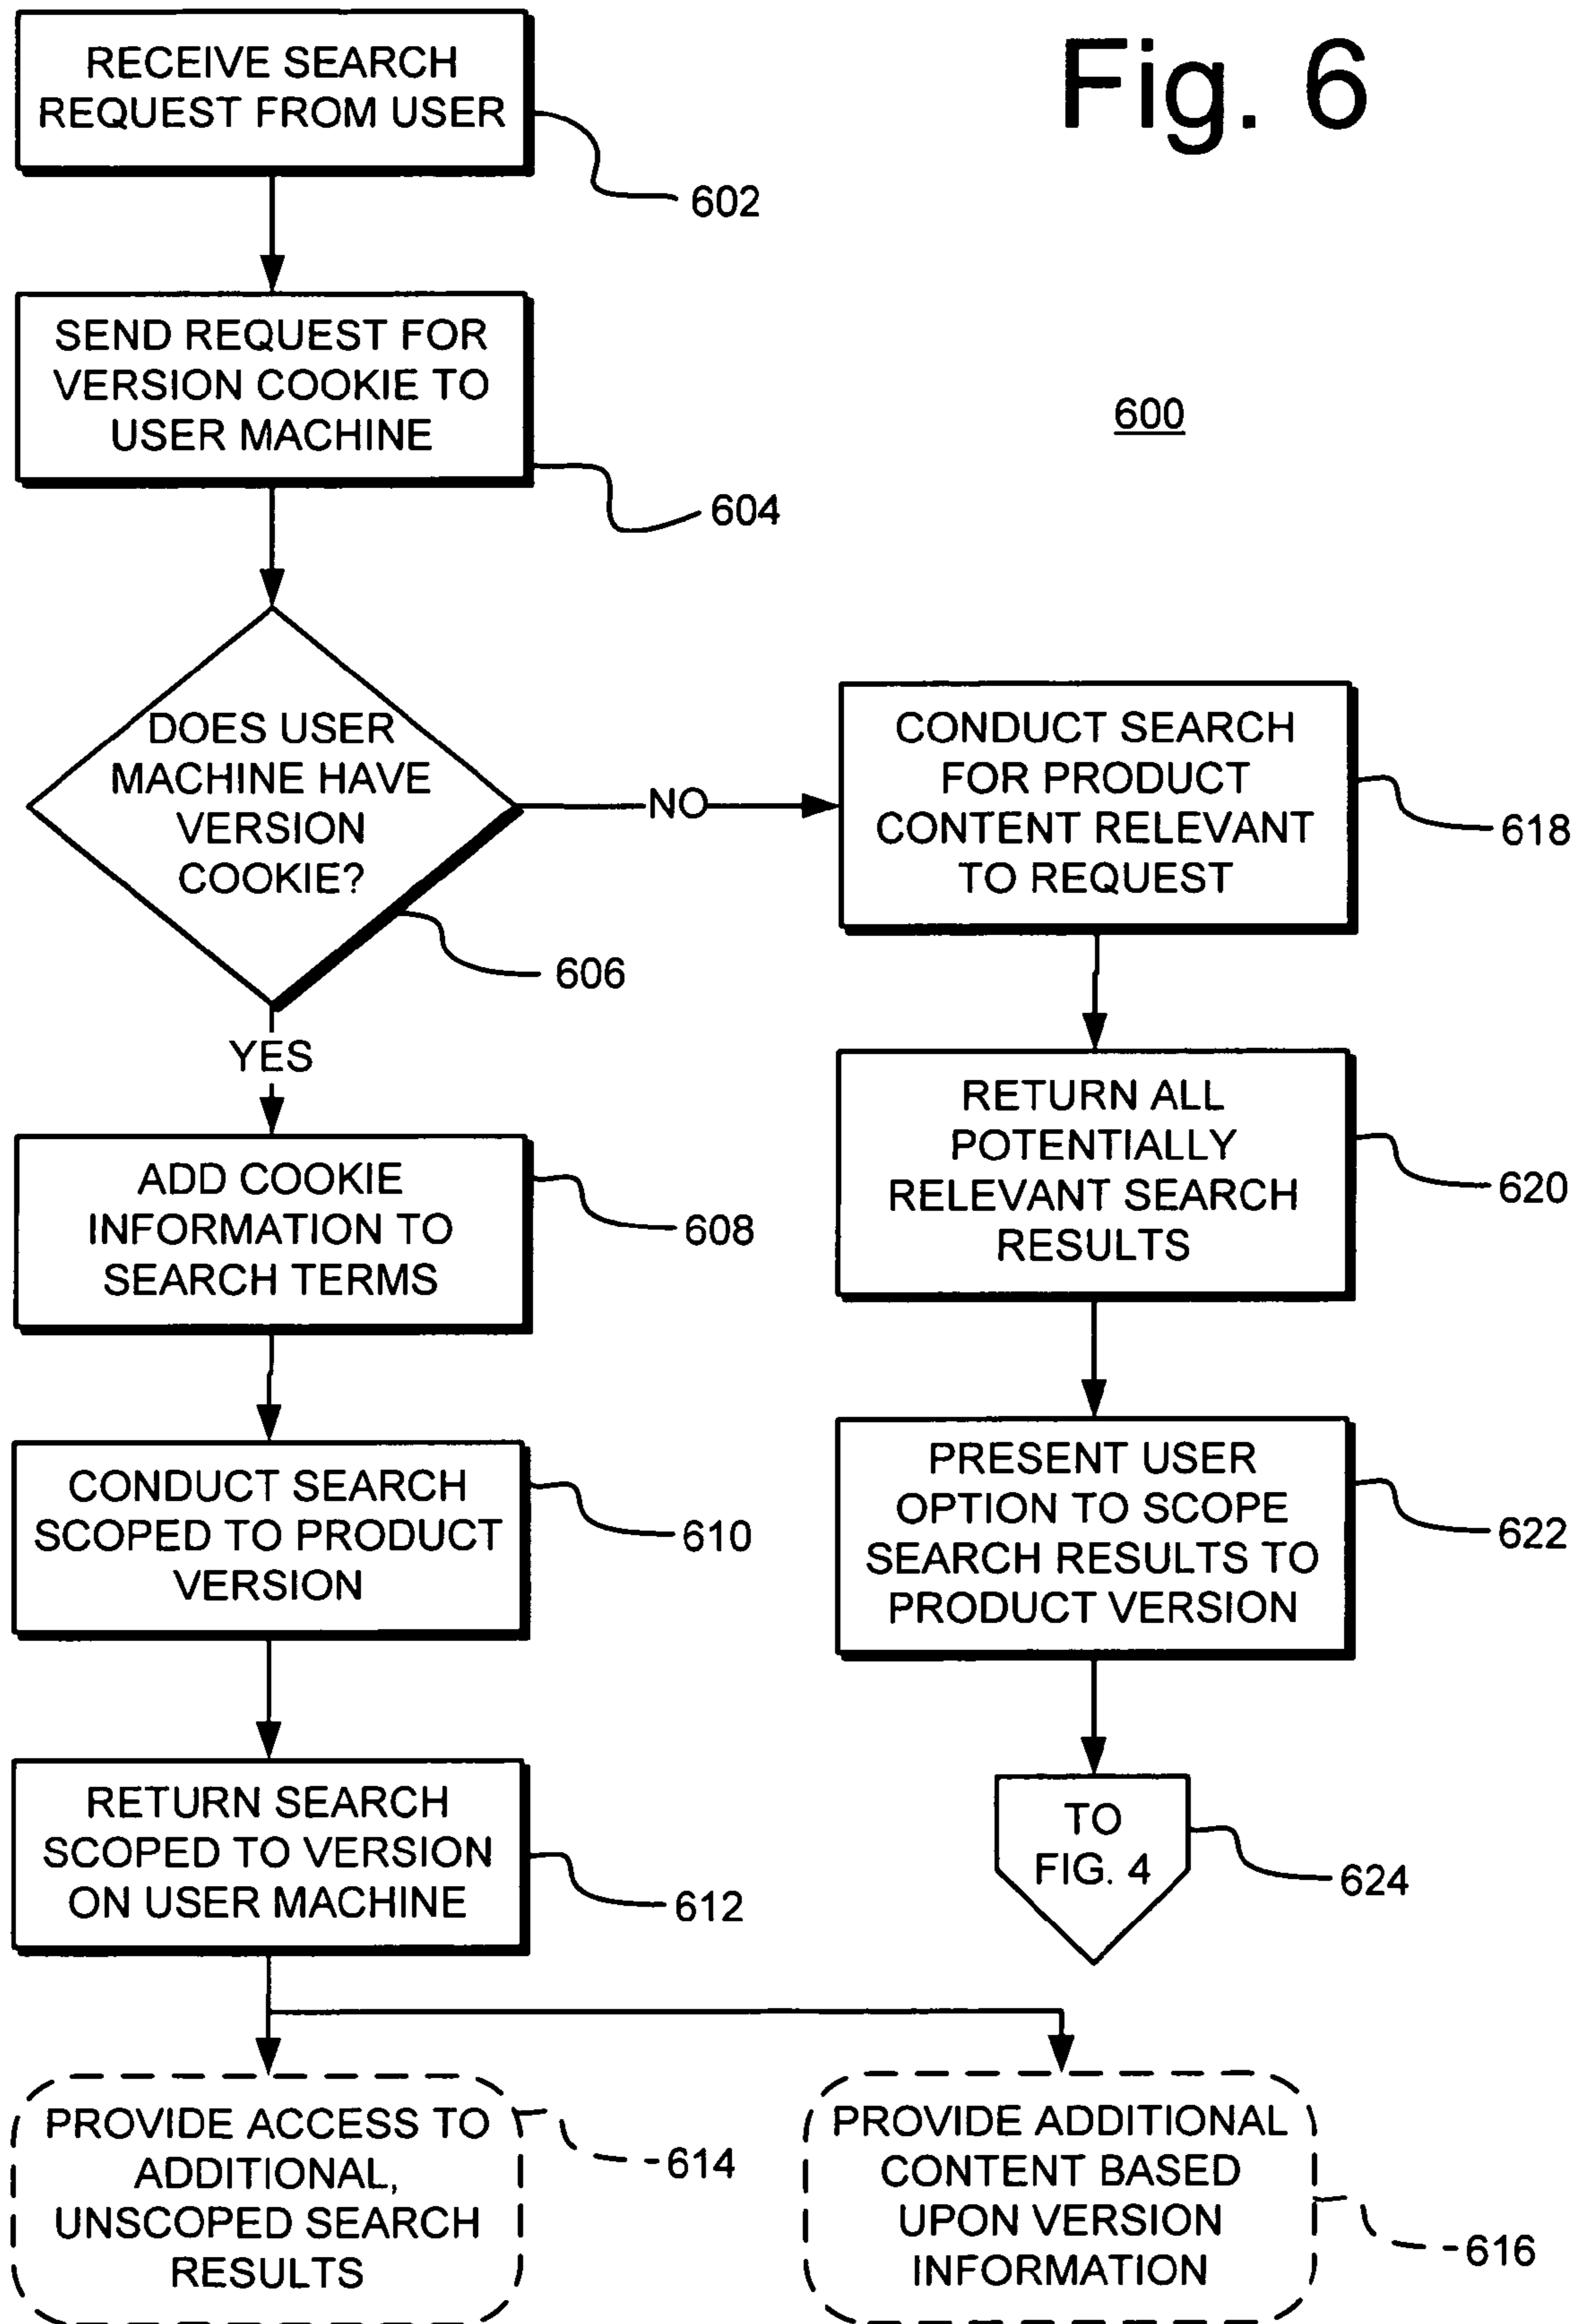 Fig. 6
600
RECEIVE SEARCH
REQUEST FROM USER
602
SEND REQUEST FOR
VERSION COOKIE TO
USER MACHINE
604
DOES USER
MACHINE HAVE
VERSION
COOKIE?
606
NO
YES
ADD COOKIE
INFORMATION TO
SEARCH TERMS
608
CONDUCT SEARCH
SCOPED TO PRODUCT
VERSION
610
RETURN SEARCH
SCOPED TO VERSION
ON USER MACHINE
612
PROVIDE ACCESS TO
ADDITIONAL,
UNSCOPED SEARCH
RESULTS
614
PROVIDE ADDITIONAL
CONTENT BASED
UPON VERSION
INFORMATION
616
CONDUCT SEARCH
FOR PRODUCT
CONTENT RELEVANT
TO REQUEST
618
RETURN ALL
POTENTIALLY
RELEVANT SEARCH
RESULTS
620
PRESENT USER
OPTION TO SCOPE
SEARCH RESULTS TO
PRODUCT VERSION
622
TO
FIG. 4
624